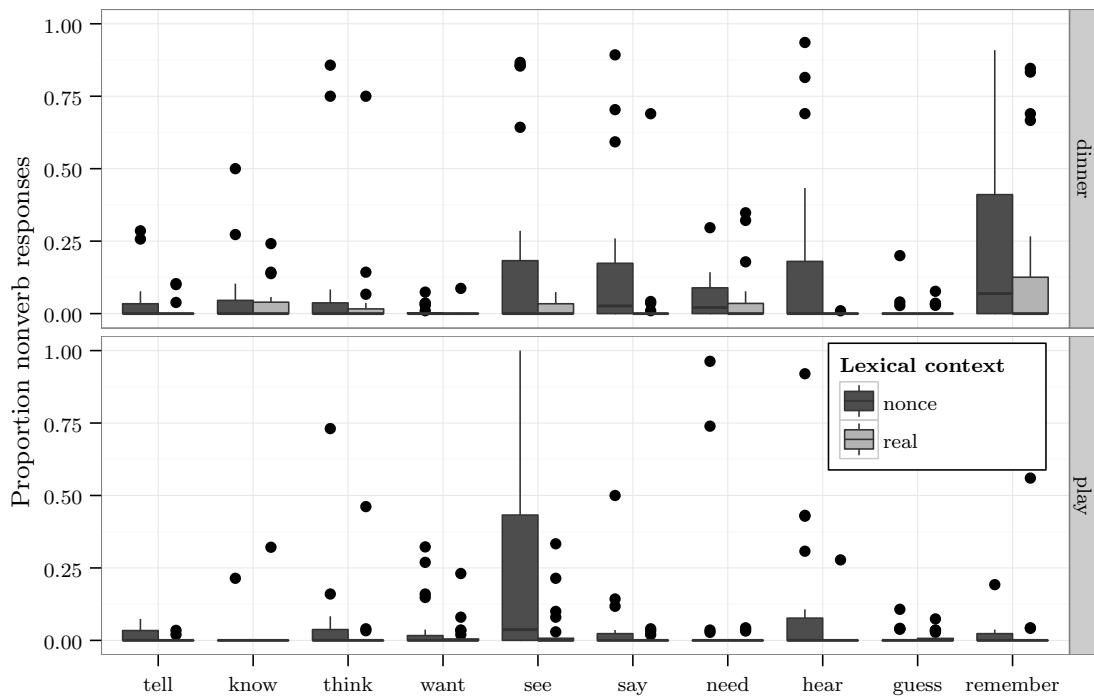 Proportion nonverb responses
1.00
0.75
0.50
0.25
0.00
dinner
1.00
0.75
0.50
0.25
0.00
play
Lexical context
nonce
real
tell know think want see say need hear guess remember